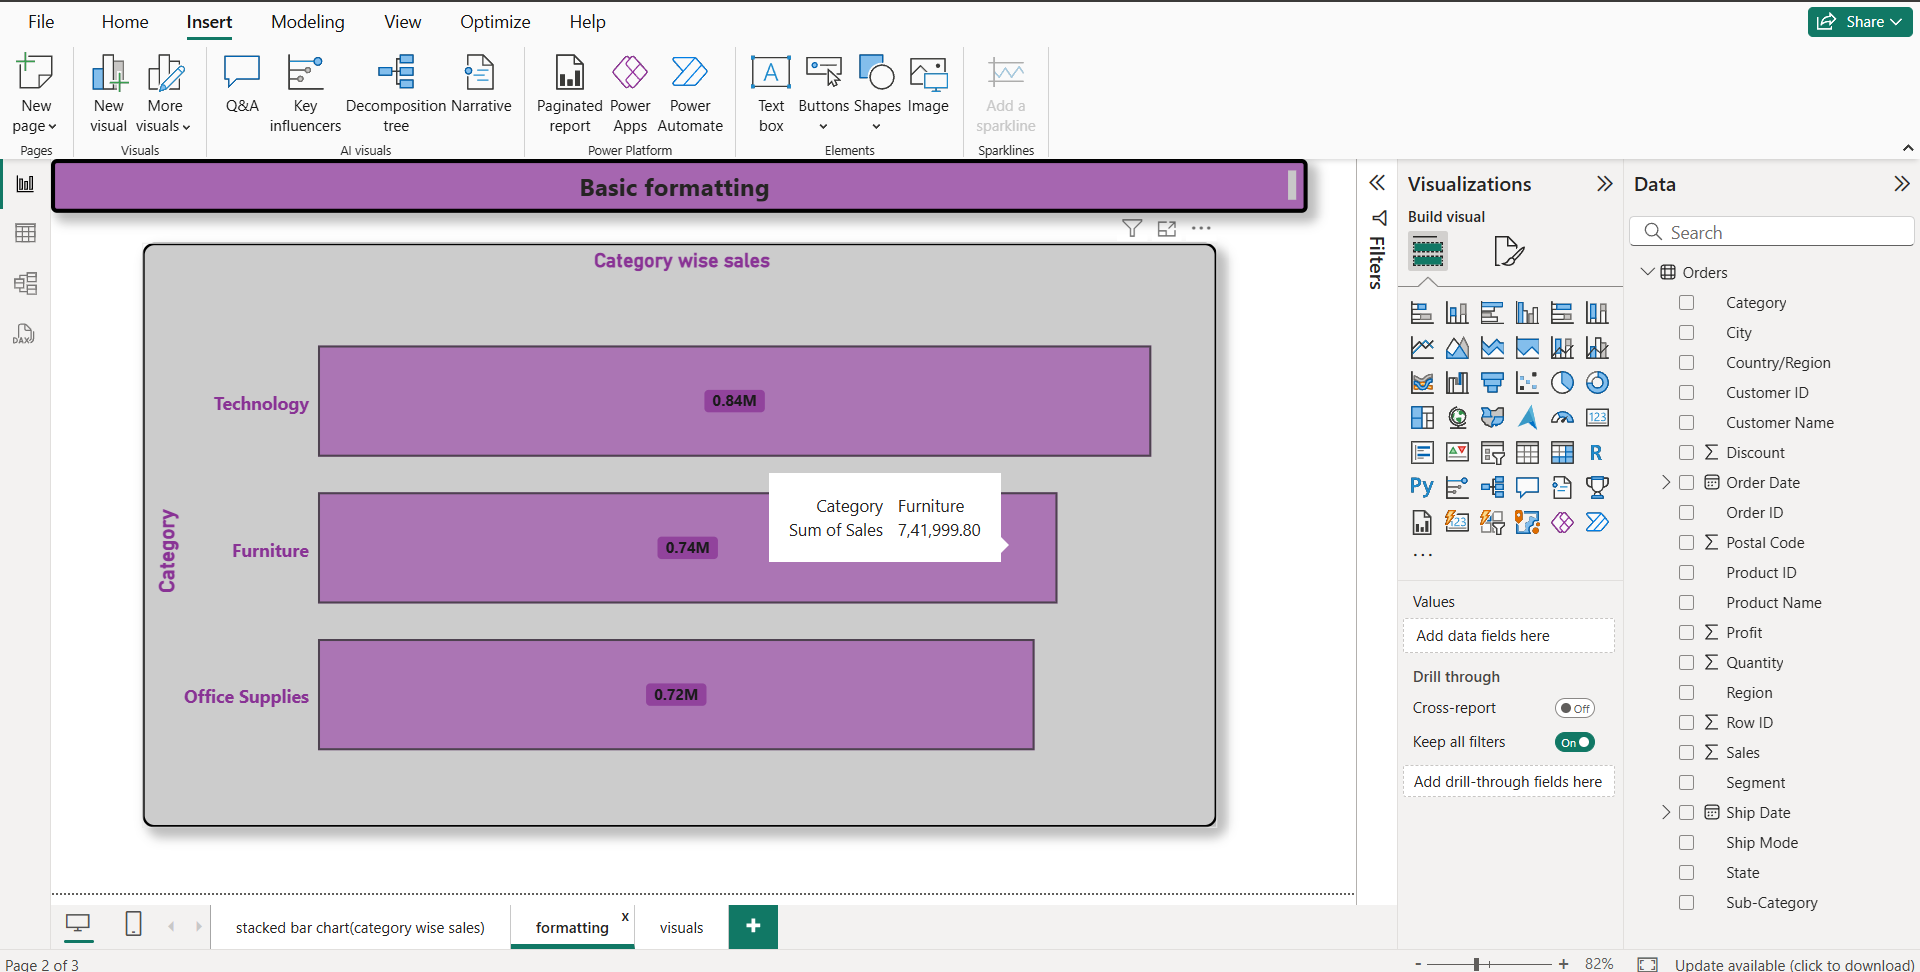 File Home Insert Modeling View Optimize Help
Share
New page
New visual
More visuals
Q&A
Key influencers
Decomposition tree
Narrative
Paginated report
Power Apps
Power Automate
Text box
Buttons
Shapes
Image
Add a sparkline
Pages Visuals AI visuals Power Platform Elements Sparklines
Basic formatting
Category wise sales
Category
Technology
0.84M
Furniture
0.74M
Category Furniture
Sum of Sales 7,41,999.80
Office Supplies
0.72M
DAX
Filters
Visualizations
Build visual
123
R
Py
123
...
Values
Add data fields here
Drill through
Cross-report
Off
Keep all filters
On
Add drill-through fields here
Data
Search
Orders
Category
City
Country/Region
Customer ID
Customer Name
Σ Discount
Order Date
Order ID
Σ Postal Code
Product ID
Product Name
Σ Profit
Σ Quantity
Region
Σ Row ID
Σ Sales
Segment
Ship Date
Ship Mode
State
Sub-Category
stacked bar chart(category wise sales)
formatting x
visuals
+
Page 2 of 3
- + 82%
Update available (click to download)